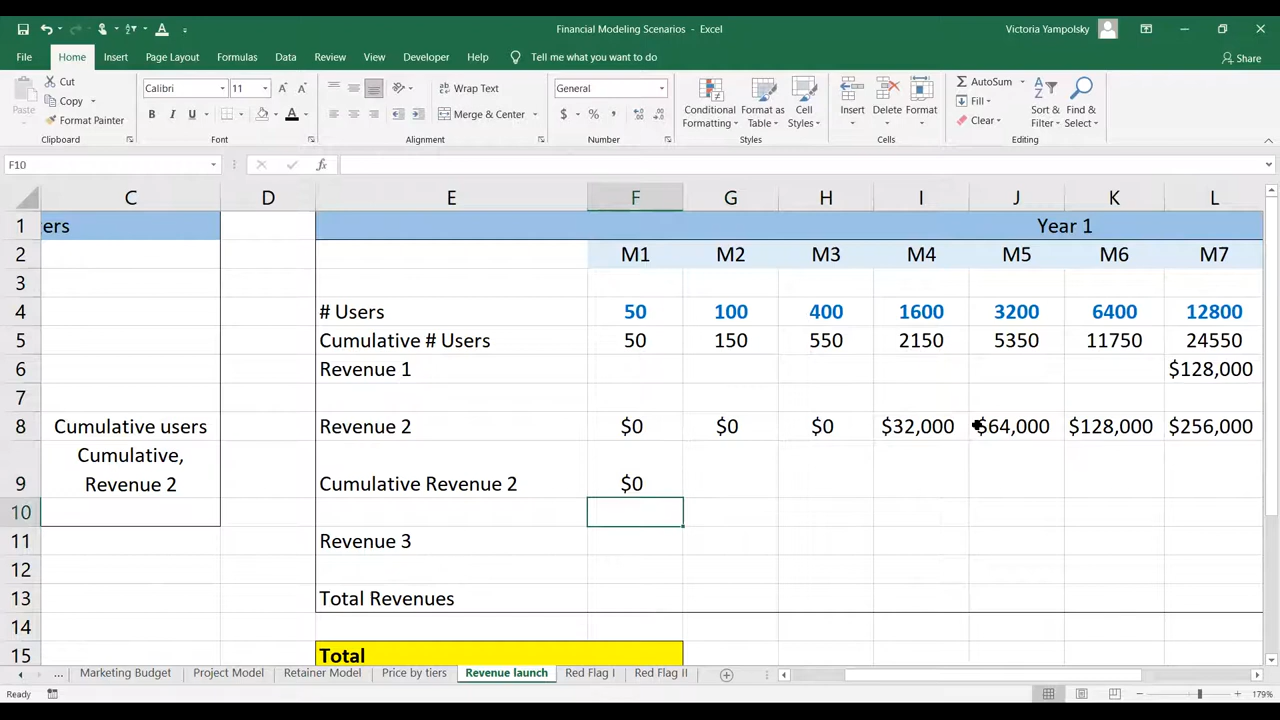 Financial Modeling Scenarios - Excel
Victoria Yampolsky
File Home Insert Page Layout Formulas Data Review View Developer Help Tell me what you want to do
Share
Paste
Cut
Copy
Format Painter
Clipboard
Calibri 11
B I U
Font
Wrap Text
Merge & Center
Alignment
General
$ % ,
Number
Conditional Formatting
Format as Table
Cell Styles
Styles
Insert Delete Format
Cells
AutoSum
Fill
Clear
Sort & Filter
Find & Select
Editing
F10 fx
C D E F G H I J K L
1 ers Year 1
2 M1 M2 M3 M4 M5 M6 M7
3
4 # Users 50 100 400 1600 3200 6400 12800
5 Cumulative # Users 50 150 550 2150 5350 11750 24550
6 Revenue 1 $128,000
7
8 Cumulative users Revenue 2 $0 $0 $0 $32,000 $64,000 $128,000 $256,000
Cumulative,
9 Revenue 2 Cumulative Revenue 2 $0
10
11 Revenue 3
12
13 Total Revenues
14
15 Total
... Marketing Budget Project Model Retainer Model Price by tiers Revenue launch Red Flag I Red Flag II
Ready 179%